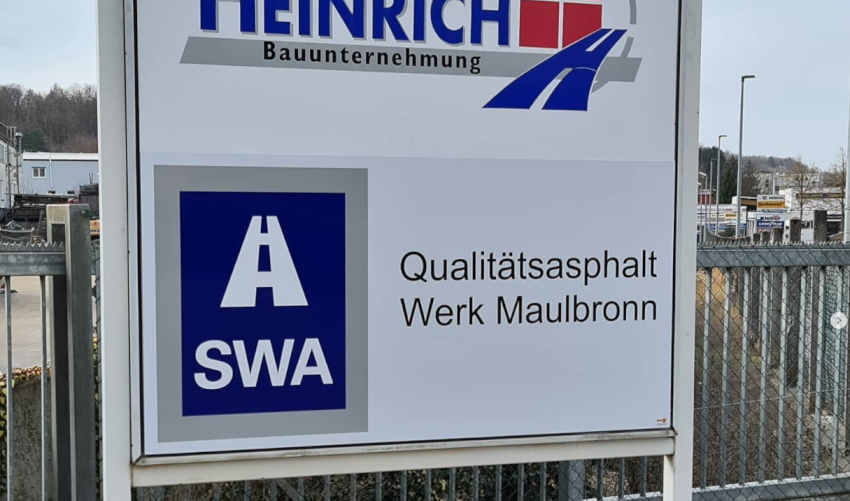 HEINRICH
Bauunternehmung
SWA
Qualitätsasphalt
Werk Maulbronn